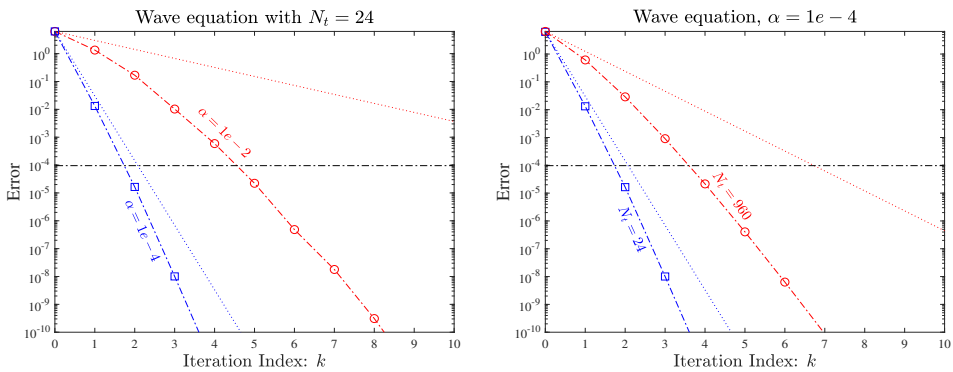 Wave equation with $N_t = 24$
Error
$10^0$
$10^{-1}$
$10^{-2}$
$10^{-3}$
$10^{-4}$
$10^{-5}$
$10^{-6}$
$10^{-7}$
$10^{-8}$
$10^{-9}$
$10^{-10}$
$\alpha = 1e-2$
$\alpha = 1e-4$
0 1 2 3 4 5 6 7 8 9 10
Iteration Index: $k$
Wave equation, $\alpha = 1e-4$
Error
$10^0$
$10^{-1}$
$10^{-2}$
$10^{-3}$
$10^{-4}$
$10^{-5}$
$10^{-6}$
$10^{-7}$
$10^{-8}$
$10^{-9}$
$10^{-10}$
$N_t = 960$
$N_t = 24$
0 1 2 3 4 5 6 7 8 9 10
Iteration Index: $k$